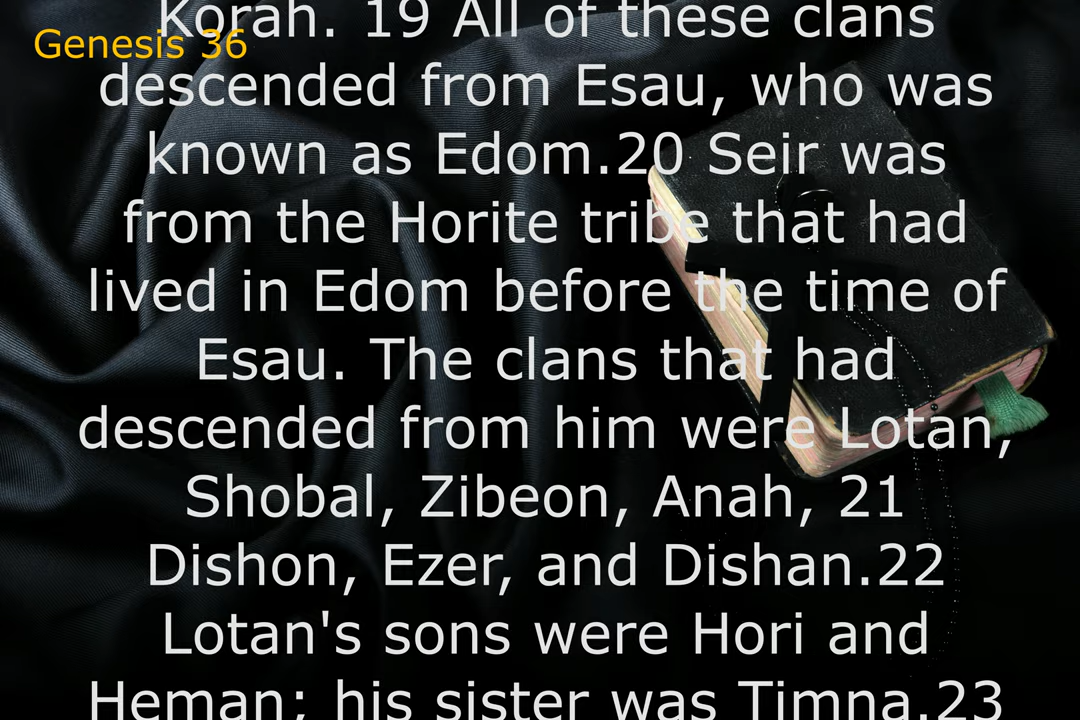 Korah. 19 All of these clans
Genesis 36
descended from Esau, who was
known as Edom.20 Seir was
from the Horite tribe that had
lived in Edom before the time of
Esau. The clans that had
descended from him were Lotan,
Shobal, Zibeon, Anah, 21
Dishon, Ezer, and Dishan.22
Lotan's sons were Hori and
Heman; his sister was Timna.23